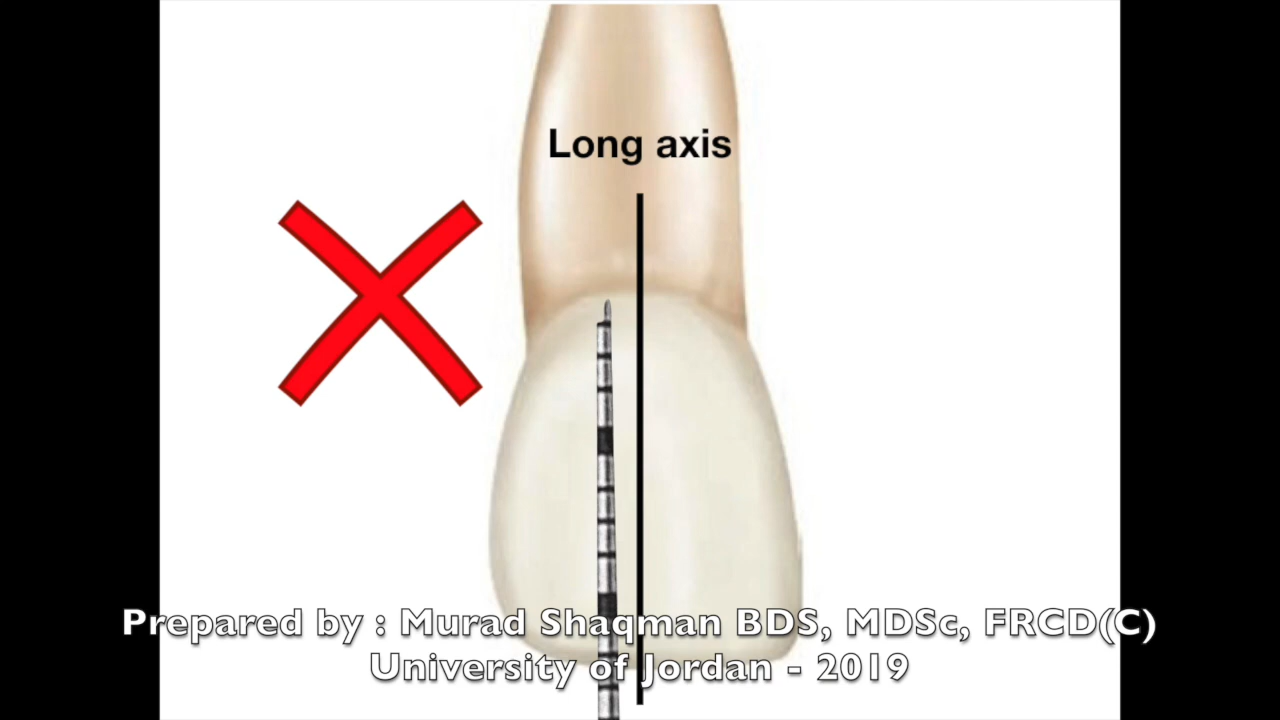 Long axis
Prepared by : Murad Shaqman BDS, MDSc, FRCD(C)
University of Jordan - 2019